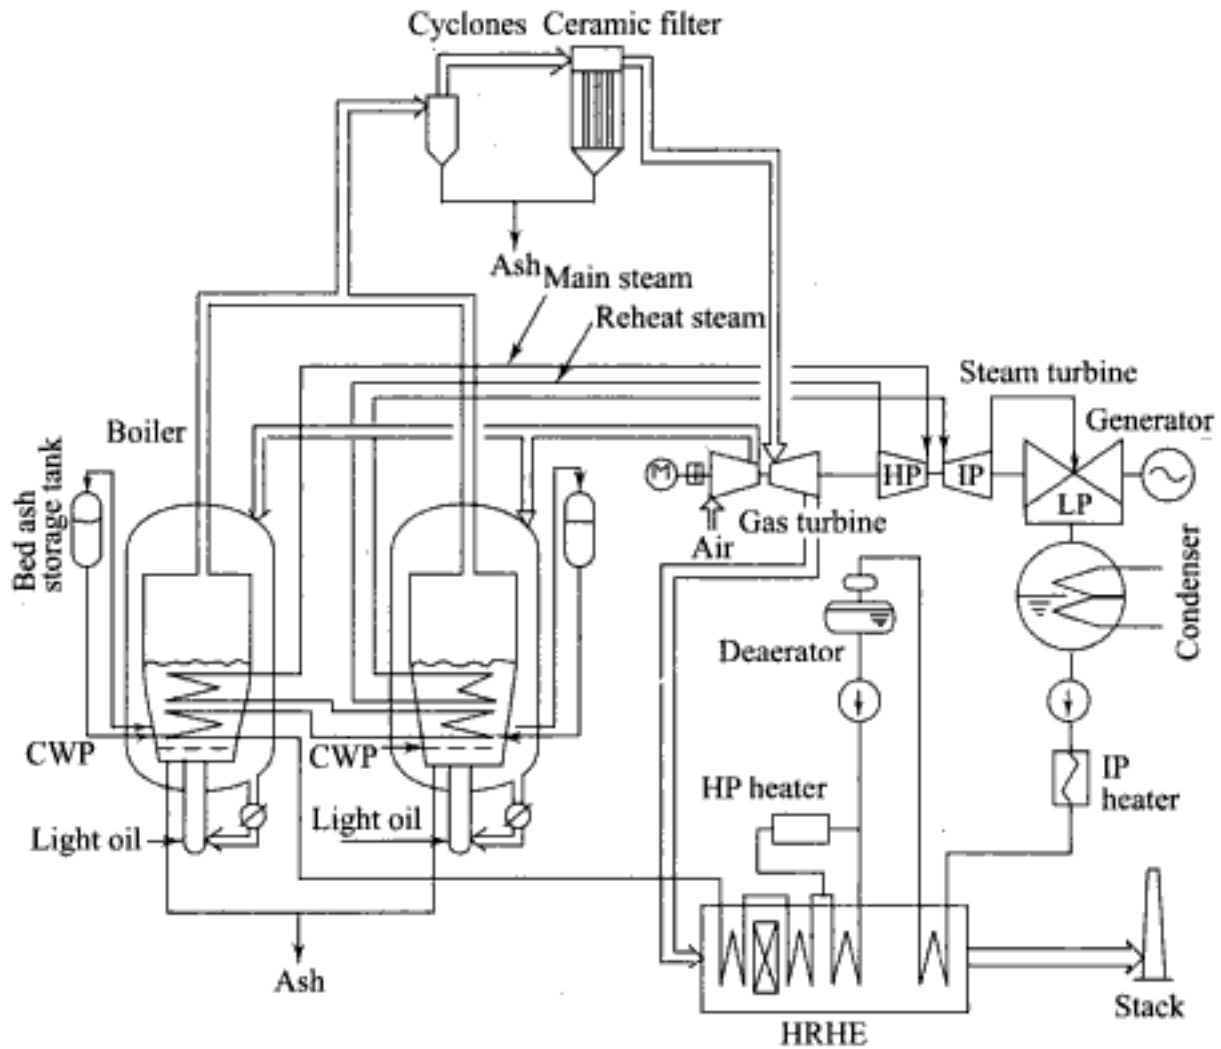 Cyclones Ceramic filter
Ash
Main steam
Reheat steam
Steam turbine
Boiler
Generator
Bed ash
storage tank
M
HP
IP
LP
Gas turbine
Air
Condenser
Deaerator
CWP
CWP
IP
heater
HP heater
Light oil
Light oil
Ash
Stack
HRHE